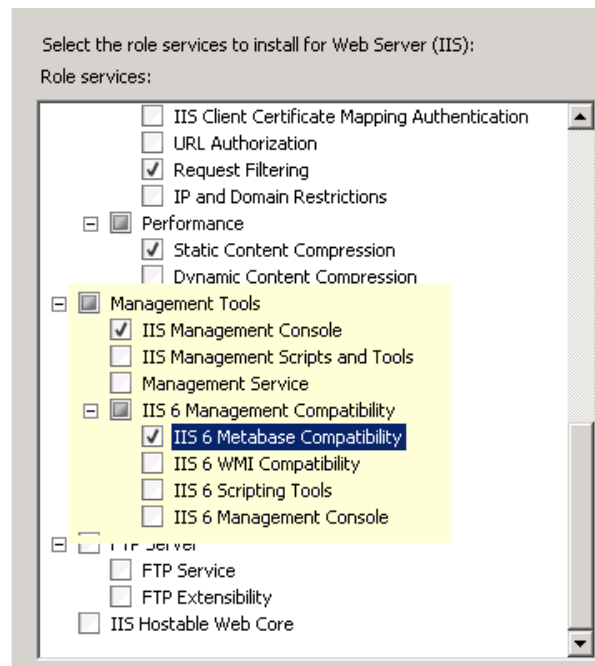 Select the role services to install for Web Server (IIS):
Role services:
IIS Client Certificate Mapping Authentication
URL Authorization
Request Filtering
IP and Domain Restrictions
Performance
Static Content Compression
Dynamic Content Compression
Management Tools
IIS Management Console
IIS Management Scripts and Tools
Management Service
IIS 6 Management Compatibility
IIS 6 Metabase Compatibility
IIS 6 WMI Compatibility
IIS 6 Scripting Tools
IIS 6 Management Console
FTP Server
FTP Service
FTP Extensibility
IIS Hostable Web Core